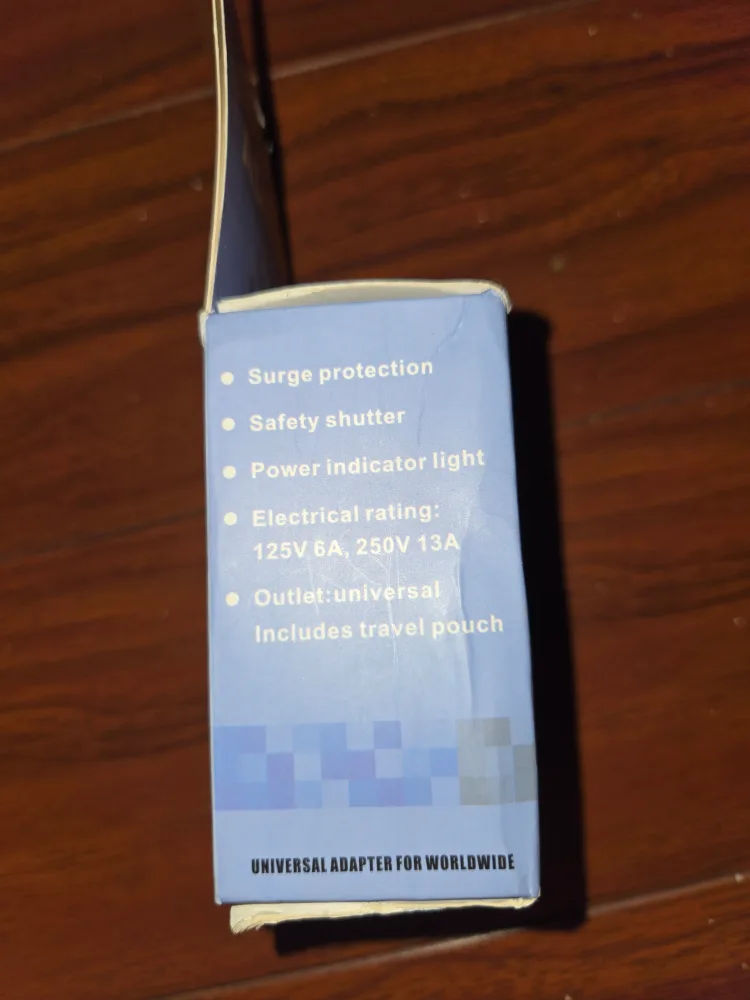 Surge protection
Safety shutter
Power indicator light
Electrical rating:
125V 6A, 250V 13A
Outlet:universal
Includes travel pouch
UNIVERSAL ADAPTER FOR WORLDWIDE